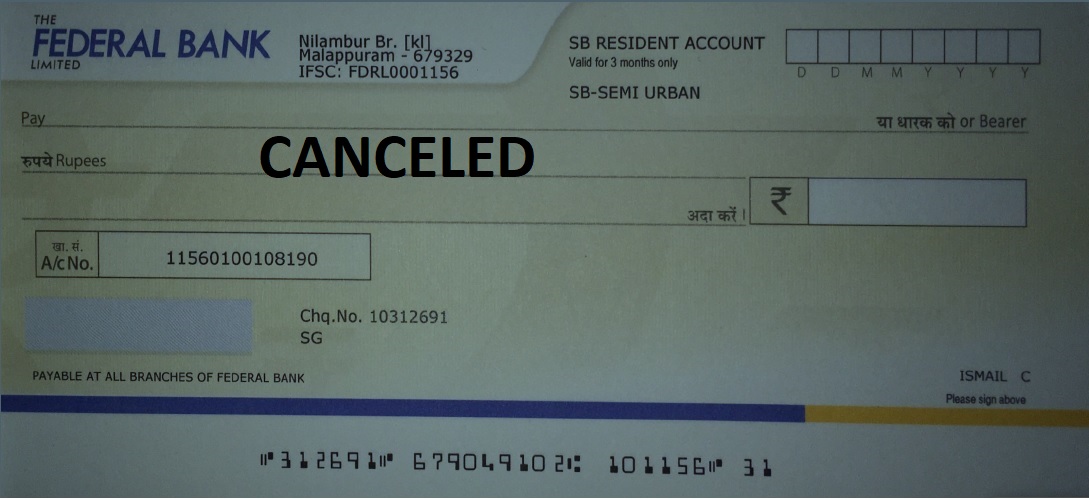 THE
FEDERAL BANK
LIMITED
Nilambur Br. [kl]
Malappuram - 679329
IFSC: FDRL0001156
SB RESIDENT ACCOUNT
Valid for 3 months only
D D M M Y Y Y Y
SB-SEMI URBAN
Pay या धारक को or Bearer
CANCELED
रुपये Rupees
अदा करें। ₹
खा. सं.
A/c No. 11560100108190
Chq.No. 10312691
SG
PAYABLE AT ALL BRANCHES OF FEDERAL BANK
ISMAIL C
Please sign above
⑈312691⑈ 679049102⑆ 101156⑈ 31